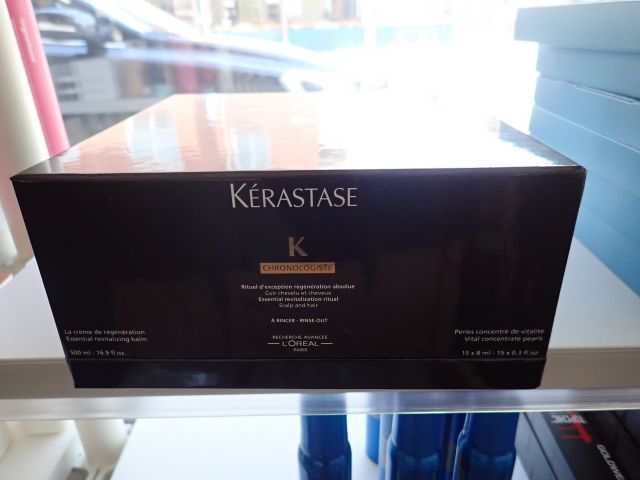 KÉRASTASE
K
CHRONOLOGISTE
Rituel d'exception régénération absolue
Cuir chevelu et cheveux
Essential revitalization ritual
Scalp and hair
À RINCER - RINSE-OUT
La crème de régénération
Essential revitalizing balm
500 ml - 16.9 fl.oz.
RECHERCHE AVANCÉE
L'ORÉAL
PARIS
Perles concentré de vitalité
Vital concentrate pearls
15 x 8 ml - 15 x 0.3 fl oz
TOPCHIC
GOLDWE